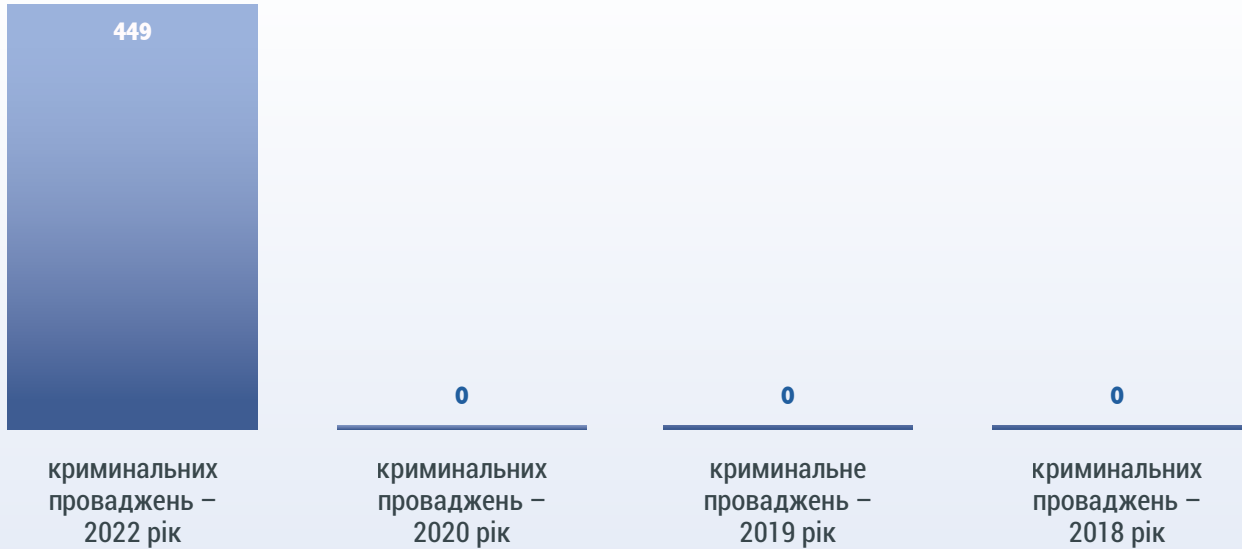 449
криминальних
проваджень –
2022 рік
0
криминальних
проваджень –
2020 рік
0
криминальне
проваджень –
2019 рік
0
криминальних
проваджень –
2018 рік